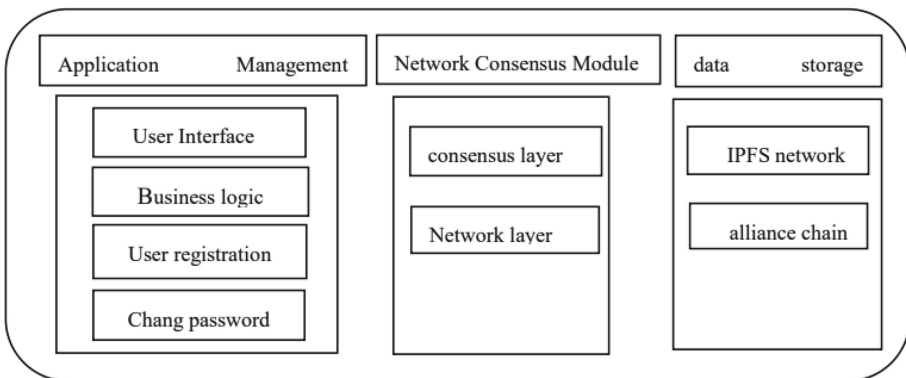 Application Management
Network Consensus Module
data storage
User Interface
Business logic
User registration
Chang password
consensus layer
Network layer
IPFS network
alliance chain